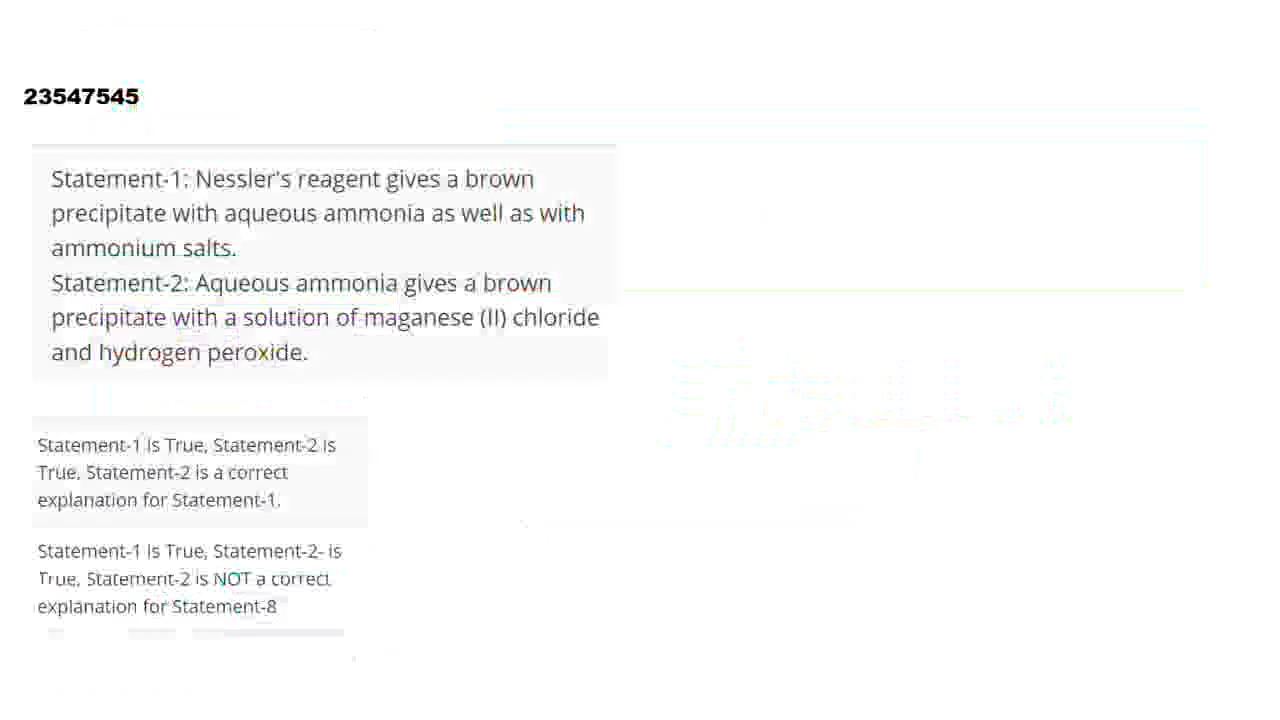 23547545
Statement-1: Nessler's reagent gives a brown
precipitate with aqueous ammonia as well as with
ammonium salts.
Statement-2: Aqueous ammonia gives a brown
precipitate with a solution of maganese (II) chloride
and hydrogen peroxide.
Statement-1 is True, Statement-2 is
True, Statement-2 is a correct
explanation for Statement-1.
Statement-1 is True, Statement-2- is
True, Statement-2 is NOT a correct
explanation for Statement-8